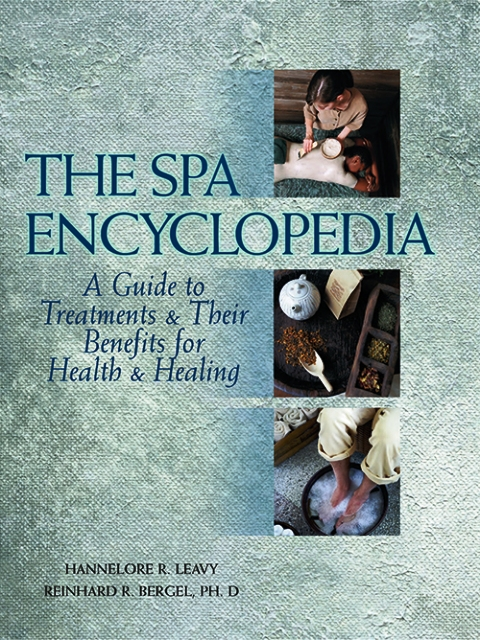 THE SPA
ENCYCLOPEDIA
A Guide to
Treatments & Their
Benefits for
Health & Healing
HANNELORE R. LEAVY
REINHARD R. BERGEL, PH. D